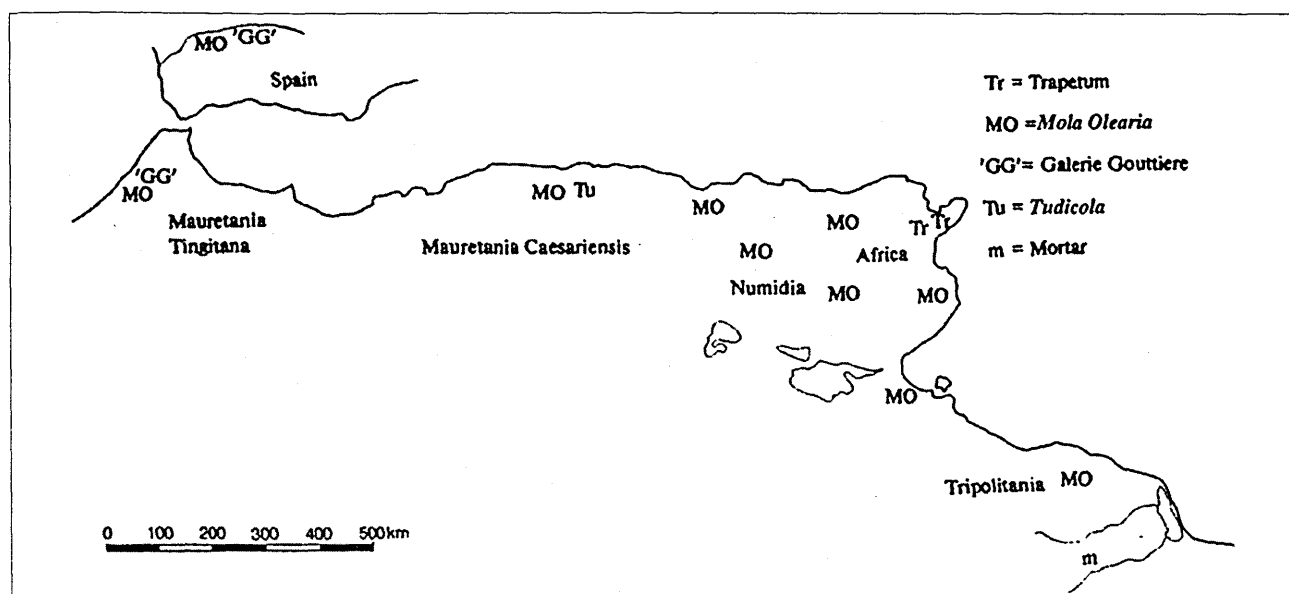 MO 'GG'
Spain
'GG'
MO
Mauretania
Tingitana
MO Tu
Mauretania Caesariensis
MO
MO
Numidia
MO
Africa
MO
Tr Tr
MO
MO
Tripolitania MO
m
Tr = Trapetum
MO =Mola Olearia
'GG'= Galerie Gouttiere
Tu = Tudicola
m = Mortar
0 100 200 300 400 500km